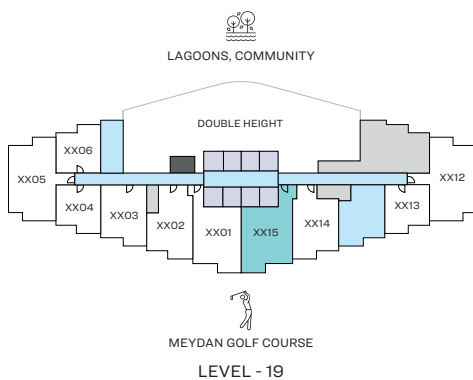 LAGOONS, COMMUNITY
DOUBLE HEIGHT
XX06
XX05
XX12
XX04
XX03
XX02
XX01
XX15
XX14
XX13
MEYDAN GOLF COURSE
LEVEL - 19